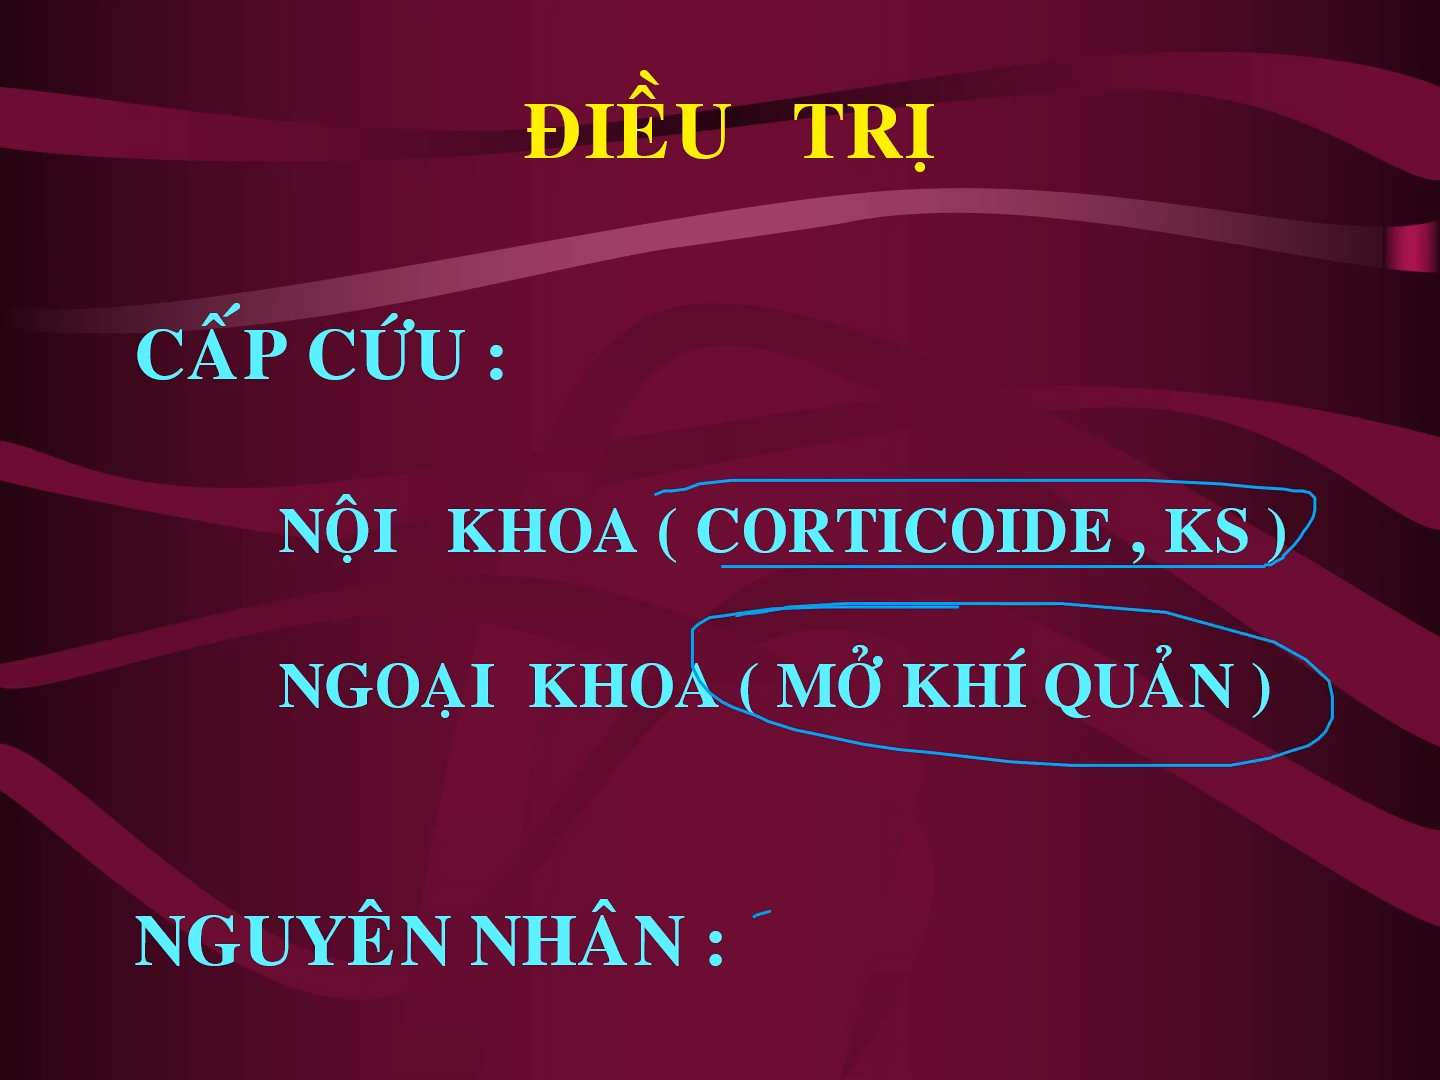 ĐIỀU TRỊ
CẤP CỨU :
NỘI KHOA ( CORTICOIDE , KS )
NGOẠI KHOA ( MỞ KHÍ QUẢN )
NGUYÊN NHÂN :